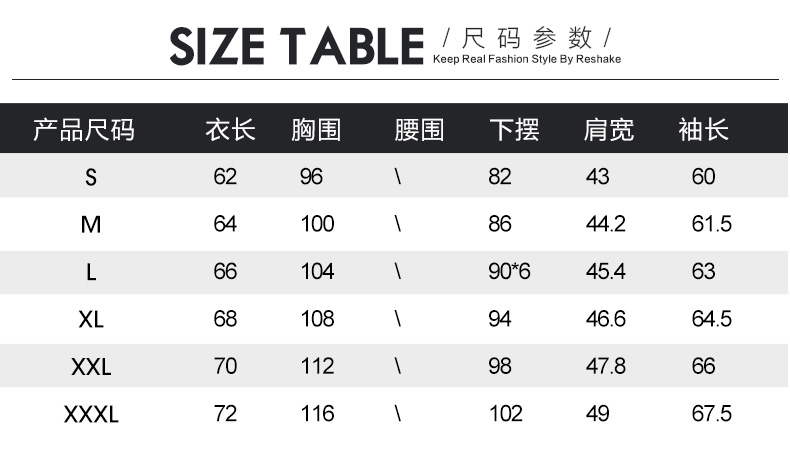 SIZE TABLE / 尺码参数 /
Keep Real Fashion Style By Reshake
产品尺码 衣长 胸围 腰围 下摆 肩宽 袖长
S 62 96 \ 82 43 60
M 64 100 \ 86 44.2 61.5
L 66 104 \ 90*6 45.4 63
XL 68 108 \ 94 46.6 64.5
XXL 70 112 \ 98 47.8 66
XXXL 72 116 \ 102 49 67.5